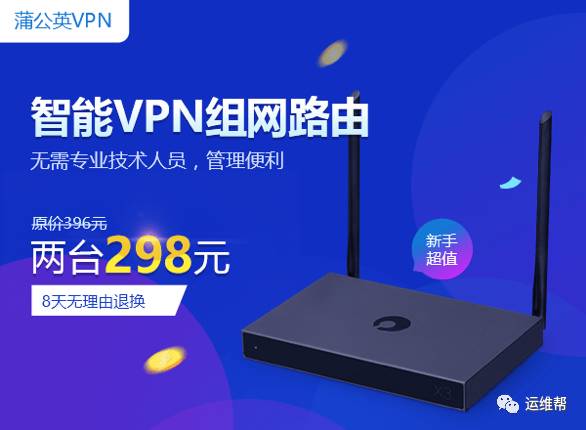 蒲公英VPN
智能VPN组网路由
无需专业技术人员，管理便利
原价396元
两台298元
8天无理由退换
新手
超值
X3
运维帮